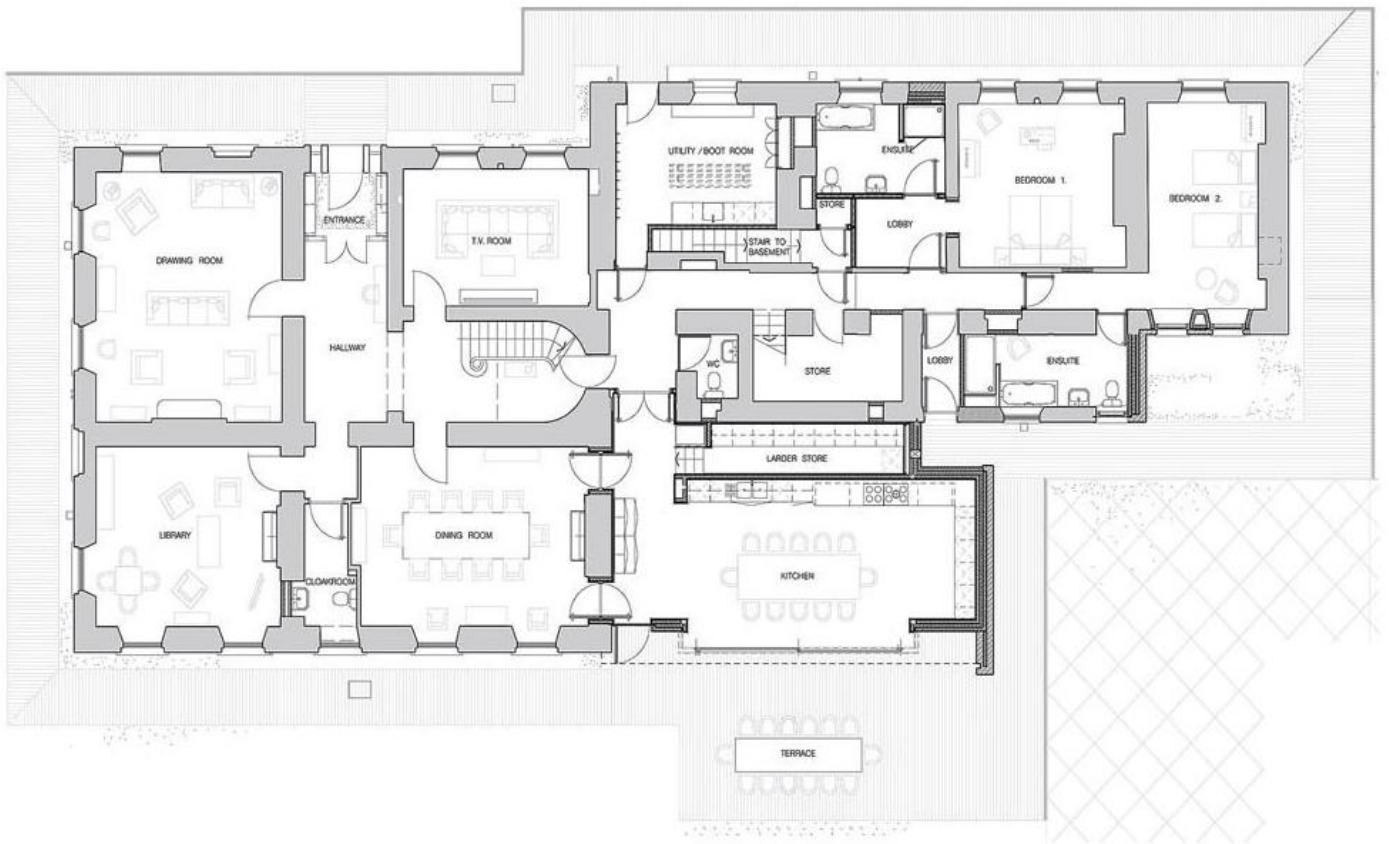 UTILITY / BOOT ROOM
ENSUITE
BEDROOM 1.
BEDROOM 2.
STORE
LOBBY
ENTRANCE
T.V. ROOM
STAIR TO
BASEMENT
DRAWING ROOM
HALLWAY
WC
STORE
LOBBY
ENSUITE
LARDER STORE
LIBRARY
DINING ROOM
CLOAKROOM
KITCHEN
TERRACE